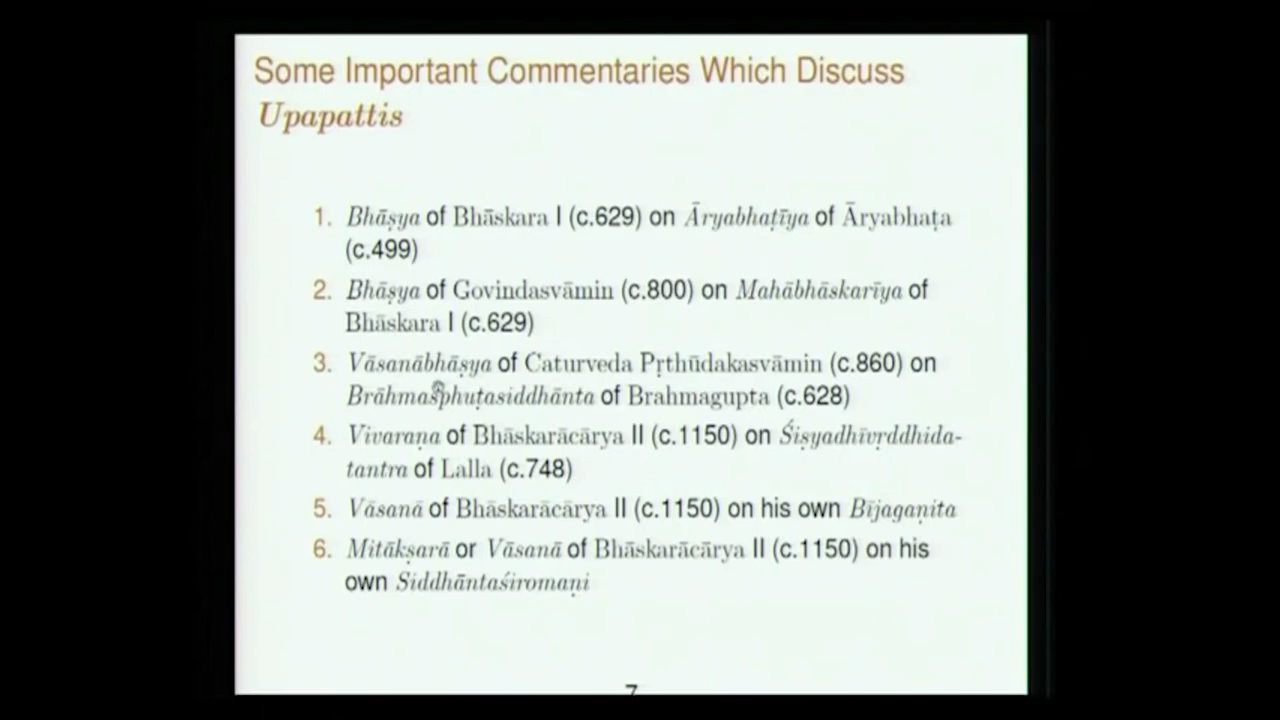 Some Important Commentaries Which Discuss
Upapattis
1. Bhāṣya of Bhāskara I (c.629) on Āryabhaṭīya of Āryabhaṭa
(c.499)
2. Bhāṣya of Govindasvāmin (c.800) on Mahābhāskarīya of
Bhāskara I (c.629)
3. Vāsanābhāṣya of Caturveda Pṛthūdakasvāmin (c.860) on
Brāhmasphuṭasiddhānta of Brahmagupta (c.628)
4. Vivaraṇa of Bhāskarācārya II (c.1150) on Śiṣyadhīvṛddhida-
tantra of Lalla (c.748)
5. Vāsanā of Bhāskarācārya II (c.1150) on his own Bījagaṇita
6. Mitākṣarā or Vāsanā of Bhāskarācārya II (c.1150) on his
own Siddhāntaśiromaṇi
7